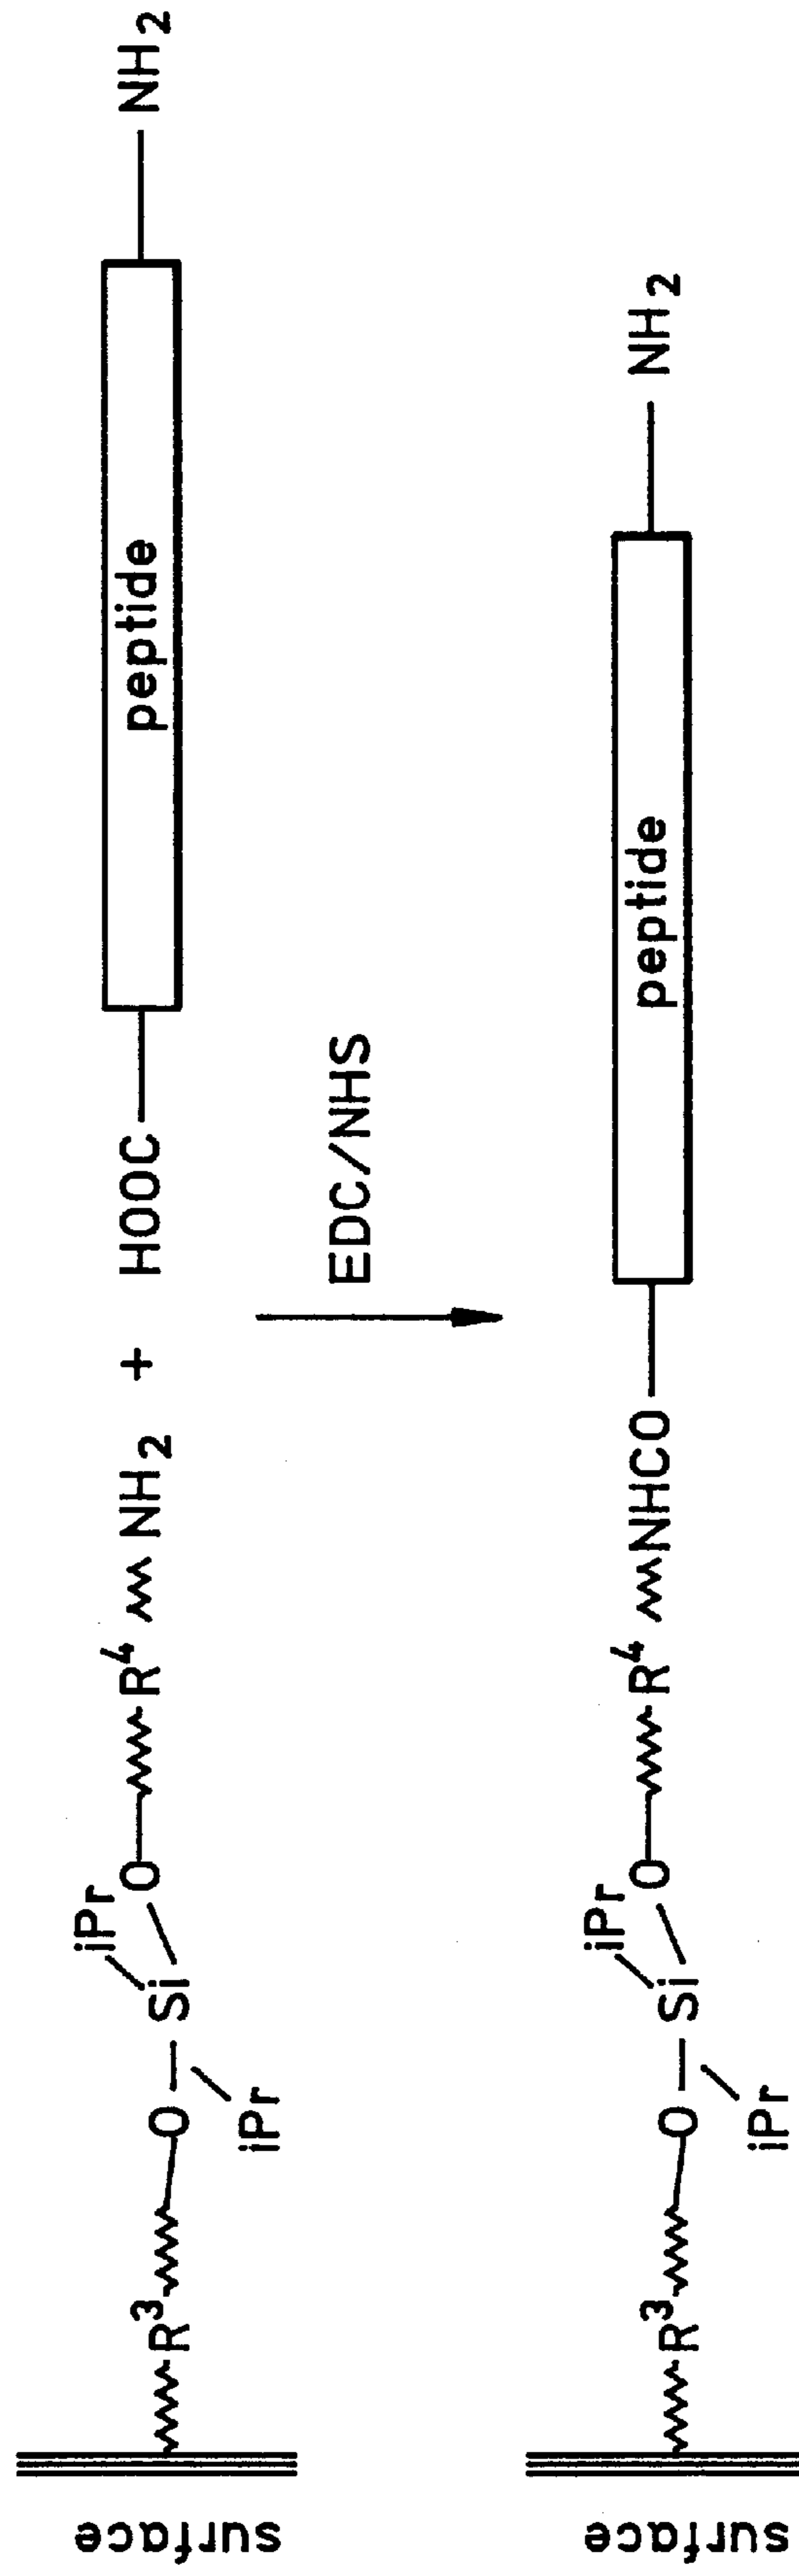 surface
R³
O
Si
iPr
iPr
O
R⁴
NH₂ + HOOC
peptide
NH₂
EDC/NHS
surface
R³
O
Si
iPr
iPr
O
R⁴
NHCO
peptide
NH₂